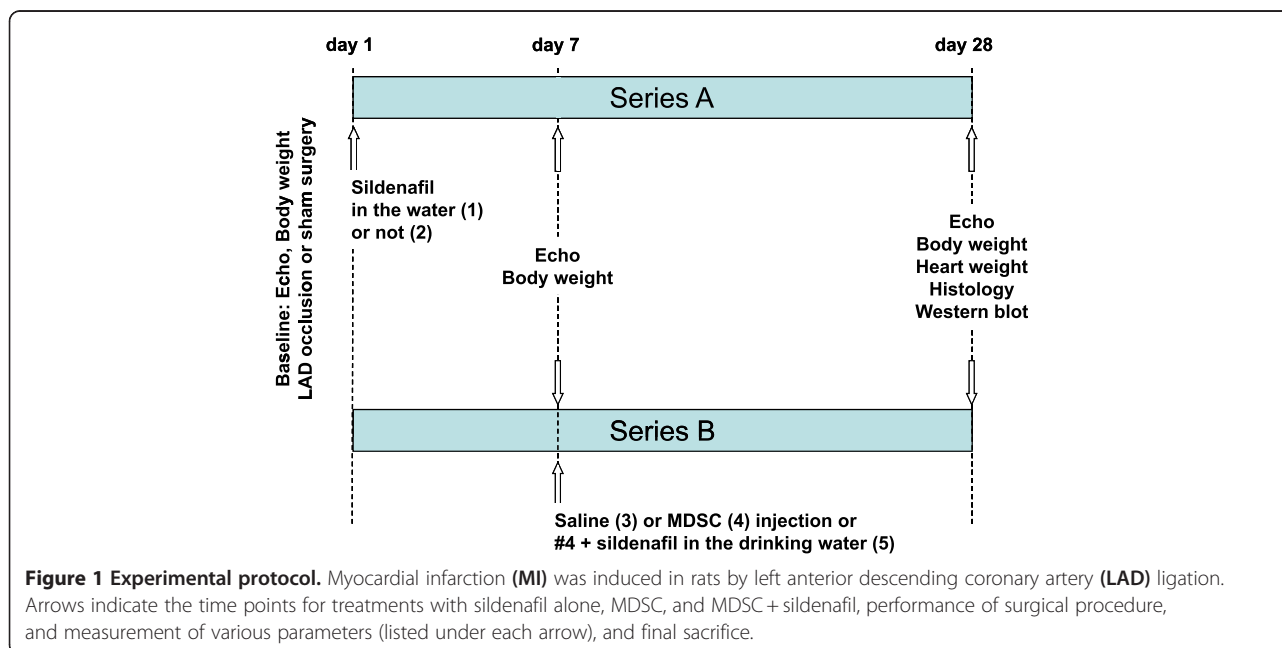 day 1
day 7
day 28
Series A
Baseline: Echo, Body weight
LAD occlusion or sham surgery
Sildenafil
in the water (1)
or not (2)
Echo
Body weight
Echo
Body weight
Heart weight
Histology
Western blot
Series B
Saline (3) or MDSC (4) injection or
#4 + sildenafil in the drinking water (5)
Figure 1 Experimental protocol. Myocardial infarction (MI) was induced in rats by left anterior descending coronary artery (LAD) ligation.
Arrows indicate the time points for treatments with sildenafil alone, MDSC, and MDSC + sildenafil, performance of surgical procedure,
and measurement of various parameters (listed under each arrow), and final sacrifice.